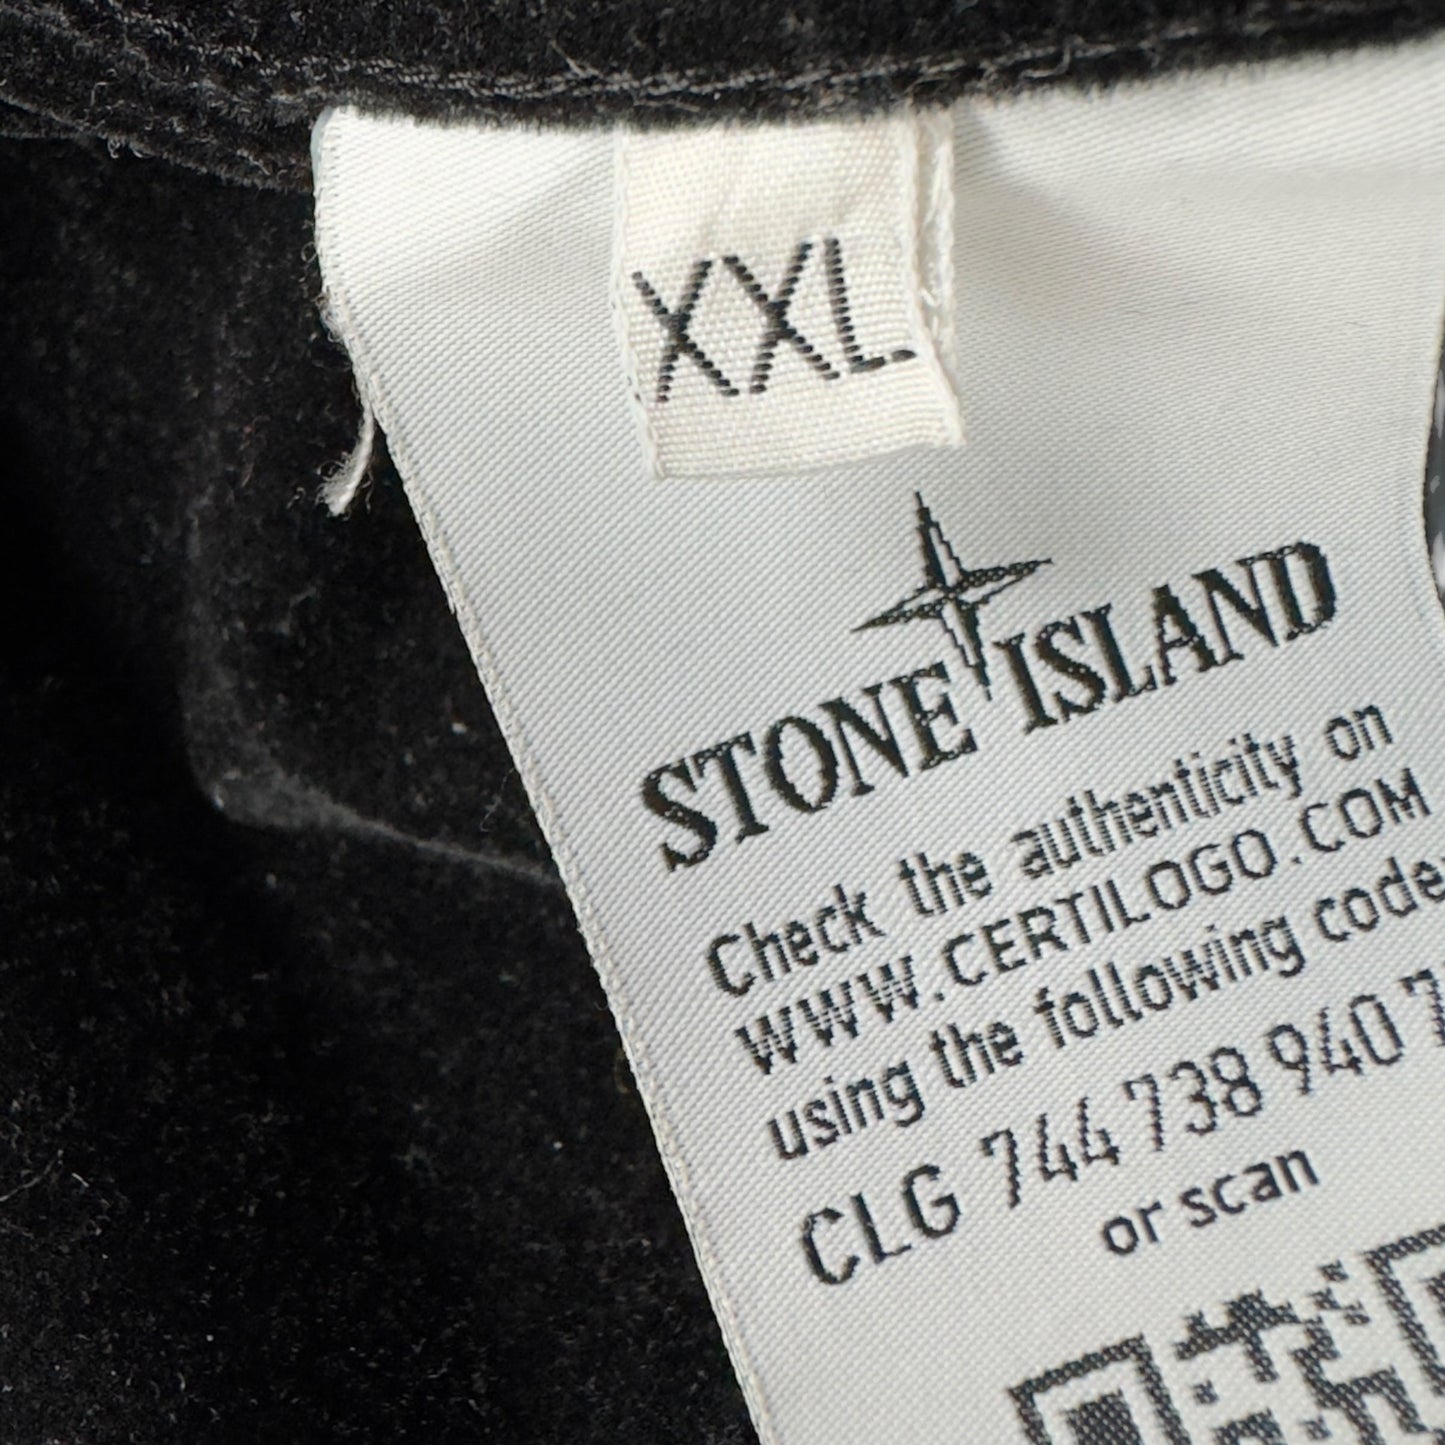 XXL
STONE ISLAND
Check the authenticity on
WWW.CERTILOGO.COM
using the following code
CLG 744 738 940
or scan